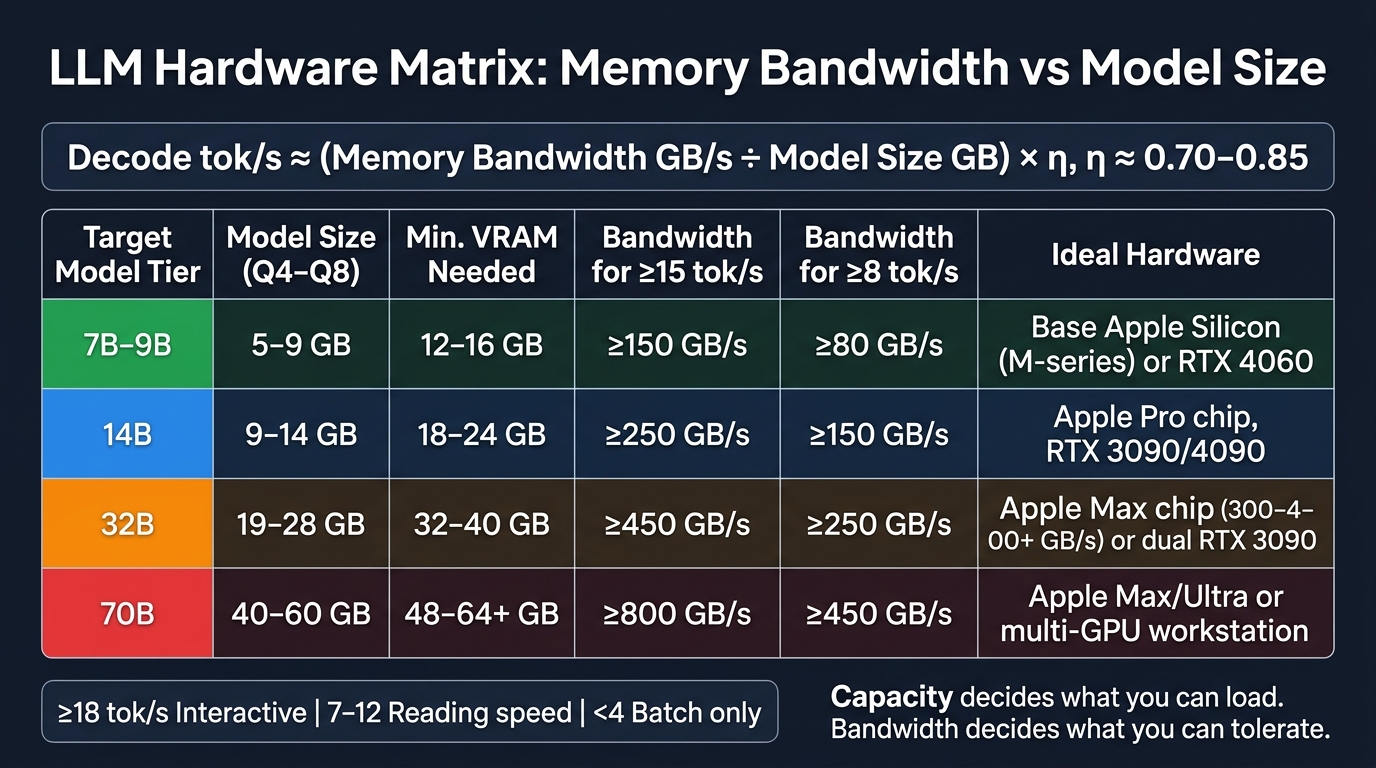 LLM Hardware Matrix: Memory Bandwidth vs Model Size
Decode tok/s ≈ (Memory Bandwidth GB/s ÷ Model Size GB) × η, η ≈ 0.70–0.85
Target
Model Tier
Model Size
(Q4–Q8)
Min. VRAM
Needed
Bandwidth
for ≥15 tok/s
Bandwidth
for ≥8 tok/s
Ideal Hardware
7B–9B
5–9 GB
12–16 GB
≥150 GB/s
≥80 GB/s
Base Apple Silicon
(M-series) or RTX 4060
14B
9–14 GB
18–24 GB
≥250 GB/s
≥150 GB/s
Apple Pro chip,
RTX 3090/4090
32B
19–28 GB
32–40 GB
≥450 GB/s
≥250 GB/s
Apple Max chip (300–4–
00+ GB/s) or dual RTX 3090
70B
40–60 GB
48–64+ GB
≥800 GB/s
≥450 GB/s
Apple Max/Ultra or
multi-GPU workstation
≥18 tok/s Interactive | 7–12 Reading speed | <4 Batch only
Capacity decides what you can load.
Bandwidth decides what you can tolerate.